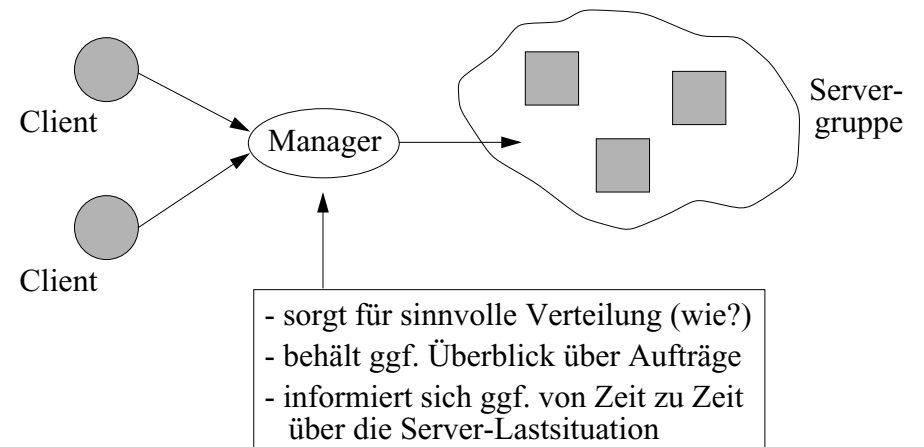 Client
Client
Manager
Server-
gruppe
- sorgt für sinnvolle Verteilung (wie?)
- behält ggf. Überblick über Aufträge
- informiert sich ggf. von Zeit zu Zeit
über die Server-Lastsituation